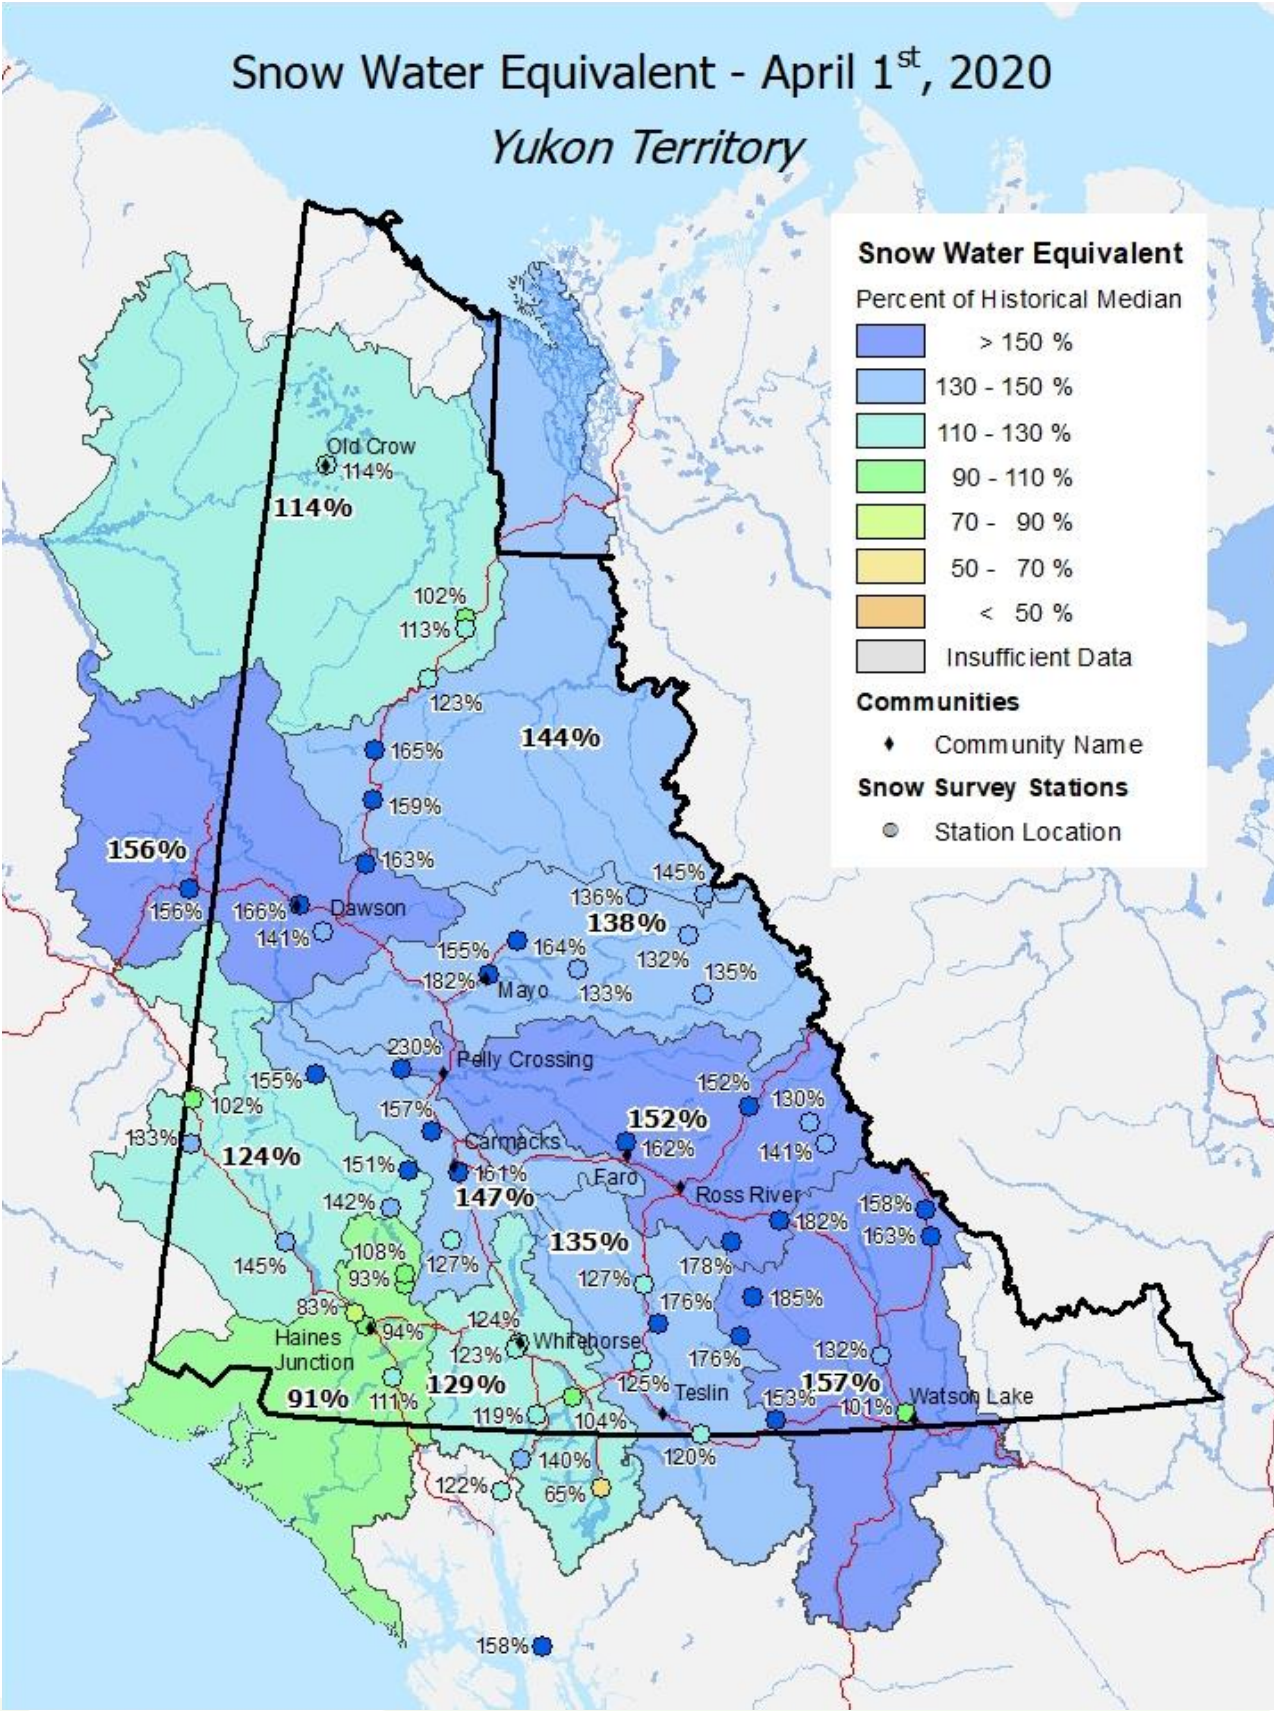 Snow Water Equivalent - April 1st, 2020
Yukon Territory
Snow Water Equivalent
Percent of Historical Median
> 150 %
130 - 150 %
110 - 130 %
90 - 110 %
70 - 90 %
50 - 70 %
< 50 %
Insufficient Data
Communities
Community Name
Snow Survey Stations
Station Location
Old Crow
114%
114%
102%
113%
123%
144%
165%
159%
156%
163%
145%
136%
156%
166%
Dawson
138%
141%
155%
164%
132%
135%
182%
Mayo
133%
230%
Pelly Crossing
155%
152%
130%
102%
157%
152%
133%
124%
Carmacks
162%
141%
151%
161%
Faro
147%
Ross River
142%
158%
182%
163%
108%
127%
135%
145%
93%
127%
178%
83%
176%
185%
94%
124%
Haines
Junction
Whitehorse
123%
176%
132%
91%
111%
129%
125%
Teslin
157%
153%
101%
Watson Lake
119%
104%
140%
120%
122%
65%
158%